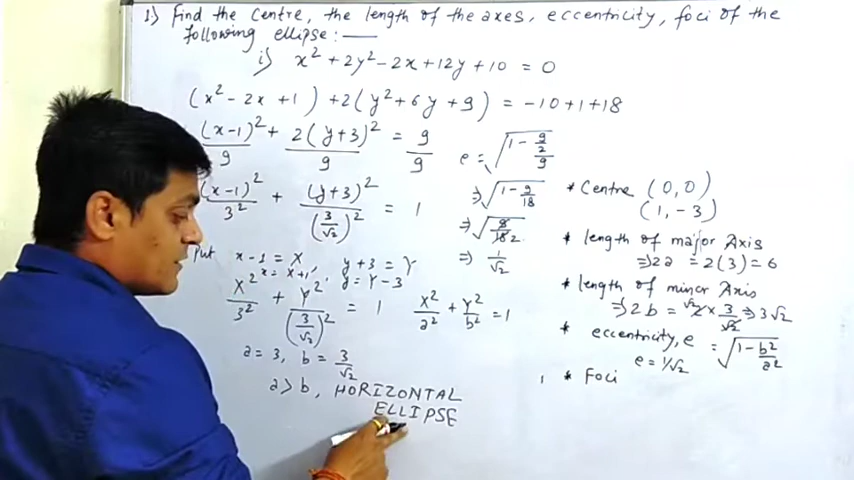 1.) Find the Centre, the length of the axes, eccentricity, foci of the
following ellipse: —
i) x² + 2y² - 2x + 12y + 10 = 0
(x² - 2x + 1) + 2(y² + 6y + 9) = -10 + 1 + 18
(x-1)²/9 + 2(y+3)²/9 = 9/9
(x-1)²/3² + (y+3)²/(3/√2)² = 1
Put x-1 = X, y+3 = Y
x = X+1, y = Y-3
X²/3² + Y²/(3/√2)² = 1
X²/a² + Y²/b² = 1
a = 3, b = 3/√2
a > b, HORIZONTAL
ELLIPSE
e = √(1 - (9/2)/9)
⇒ √(1 - 9/18)
⇒ √(9/18 2)
⇒ 1/√2
* Centre (0, 0)
(1, -3)
* length of major Axis
⇒ 2a = 2(3) = 6
* length of minor Axis
⇒ 2b = √2 2 × 3/√2 ⇒ 3√2
* eccentricity, e = √(1 - b²/a²)
e = 1/√2
* Foci